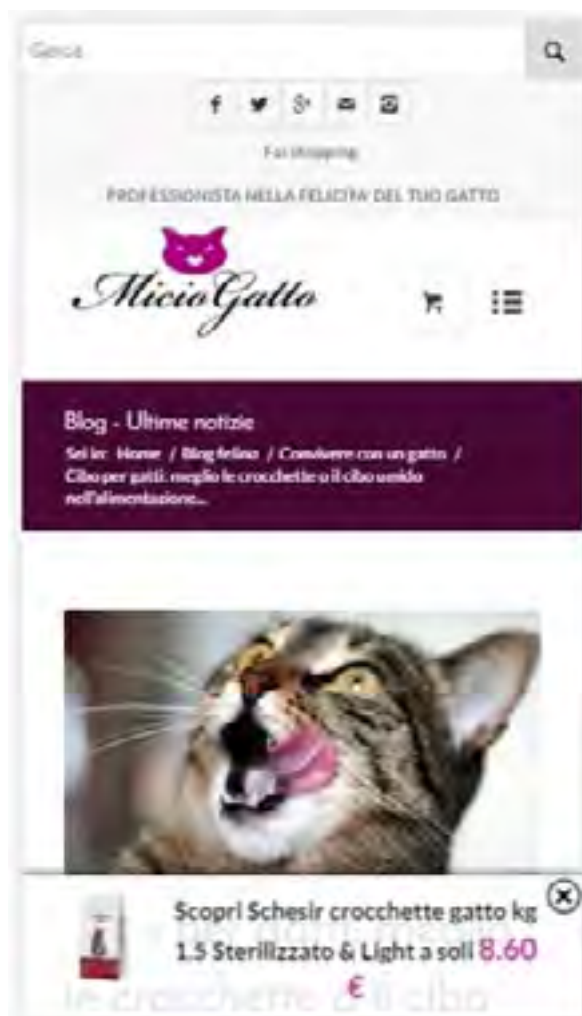 Cerca
Fai shopping
PROFESSIONISTA NELLA FELICITA' DEL TUO GATTO
MicioGatto
Blog - Ultime notizie
Sei in: Home / Blog felino / Convivere con un gatto /
Cibo per gatti: meglio le crocchette o il cibo umido
nell'alimentazione...
Scopri Schesir crocchette gatto kg
1.5 Sterilizzato & Light a soli 8.60
€
le crocchette o il cibo